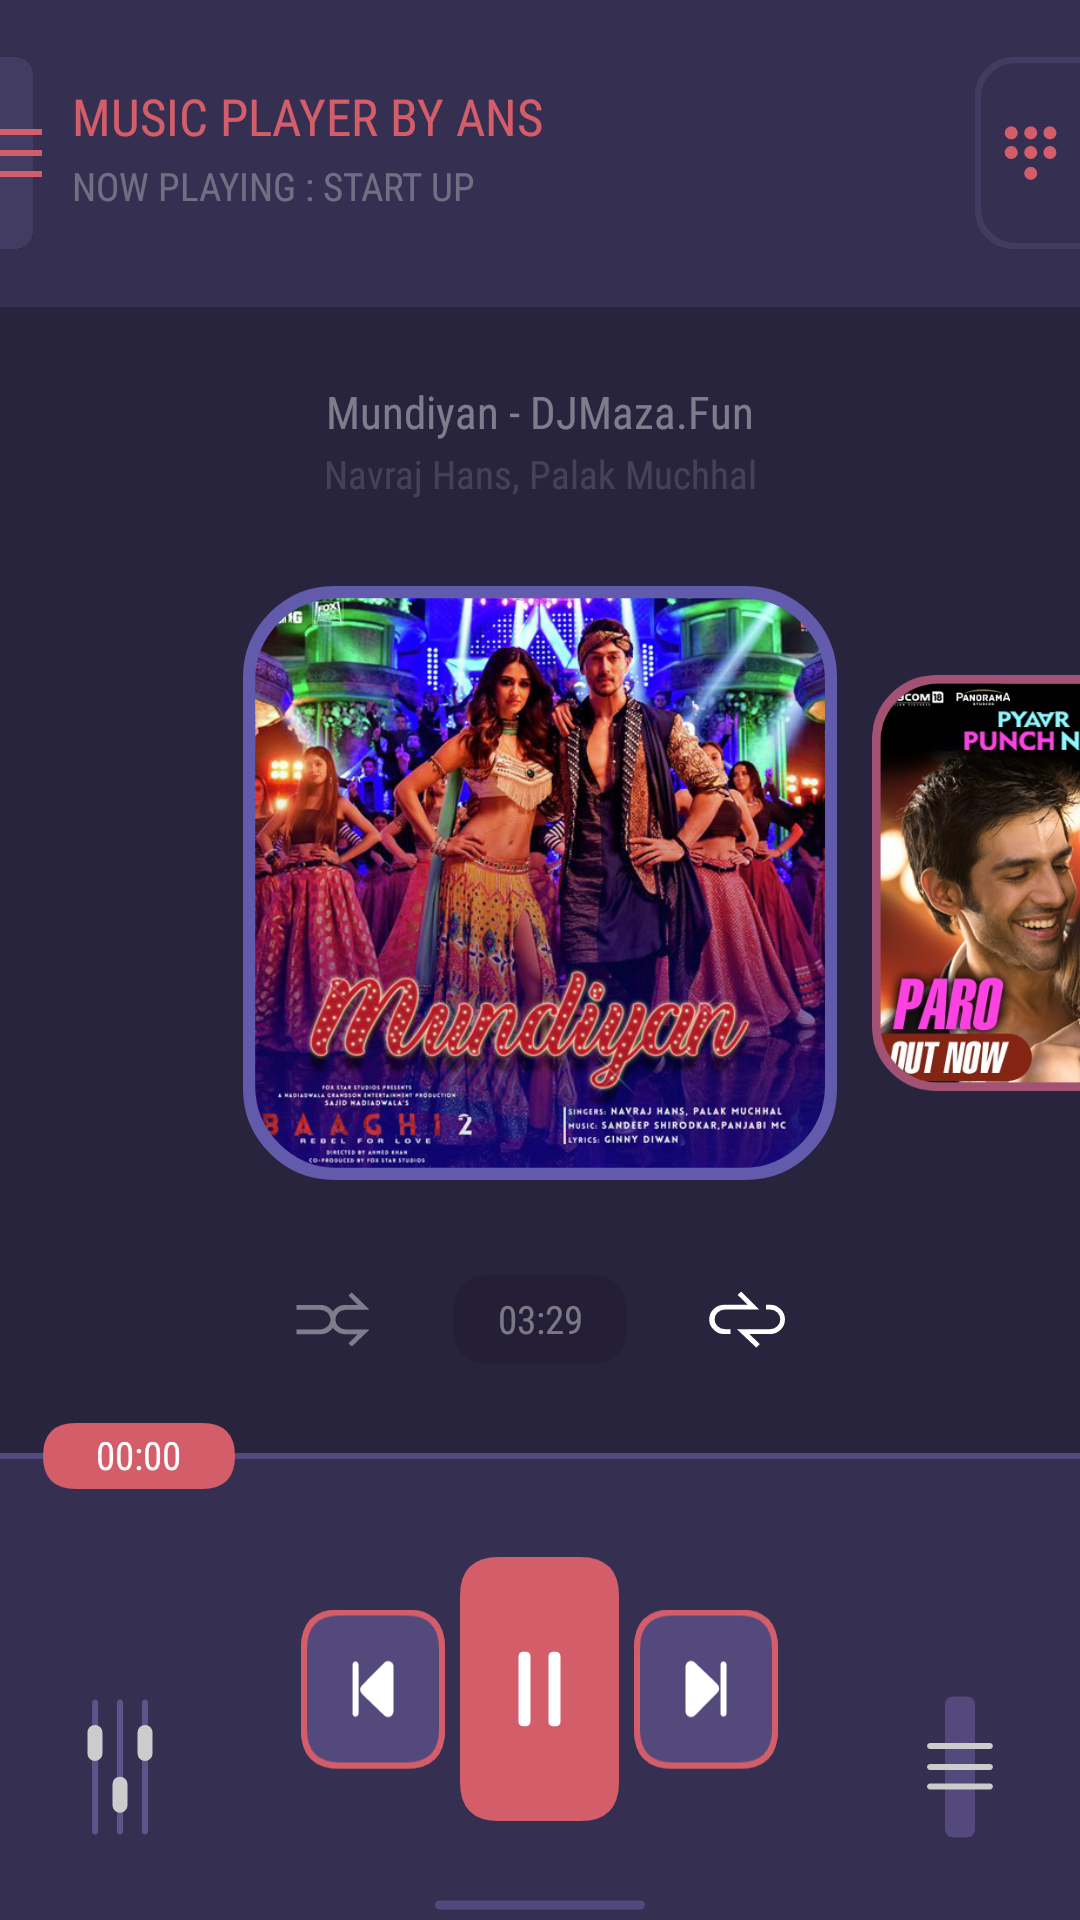 MUSIC PLAYER BY ANS
NOW PLAYING : START UP
Mundiyan - DJMaza.Fun
Navraj Hans, Palak Muchhal
FOX
COM 18 PANORAMA
STUDIOS
PYAAR
PUNCH N
PARO
OUT NOW
Mundiyan
FOX STAR STUDIOS PRESENTS
A NADIADWALA GRANDSON ENTERTAINMENT PRODUCTION
SAJID NADIADWALA'S
BAAGHI 2
REBEL FOR LOVE
DIRECTED BY AHMED KHAN
CO-PRODUCED BY FOX STAR STUDIOS
SINGERS: NAVRAJ HANS, PALAK MUCHHAL
MUSIC: SANDEEP SHIRODKAR,PANJABI MC
LYRICS: GINNY DIWAN
03:29
00:00